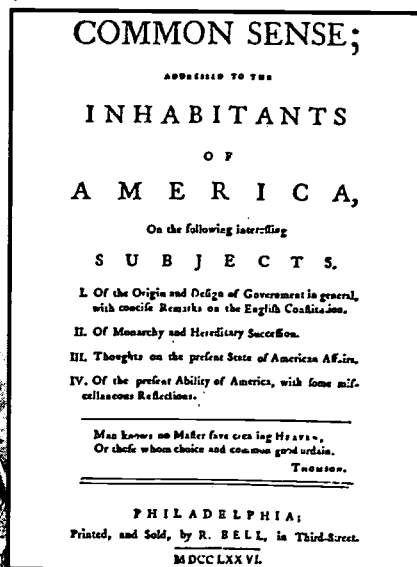 COMMON SENSE;
ADDRESSED TO THE
INHABITANTS
OF
AMERICA,
On the following intereſting
SUBJECTS.
I. Of the Origin and Deſign of Government in general,
with conciſe Remarks on the Engliſh Conſtitution.
II. Of Monarchy and Hereditary Succeſſion.
III. Thoughts on the preſent State of American Affairs.
IV. Of the preſent Ability of America, with ſome miſ-
cellaneous Reflections.
Man knows no Maſter ſave creating HEAVEN,
Or thoſe whom choice and common good ordain.
THOMSON.
PHILADELPHIA;
Printed, and Sold, by R. BELL, in Third-Street.
MDCCLXXVI.